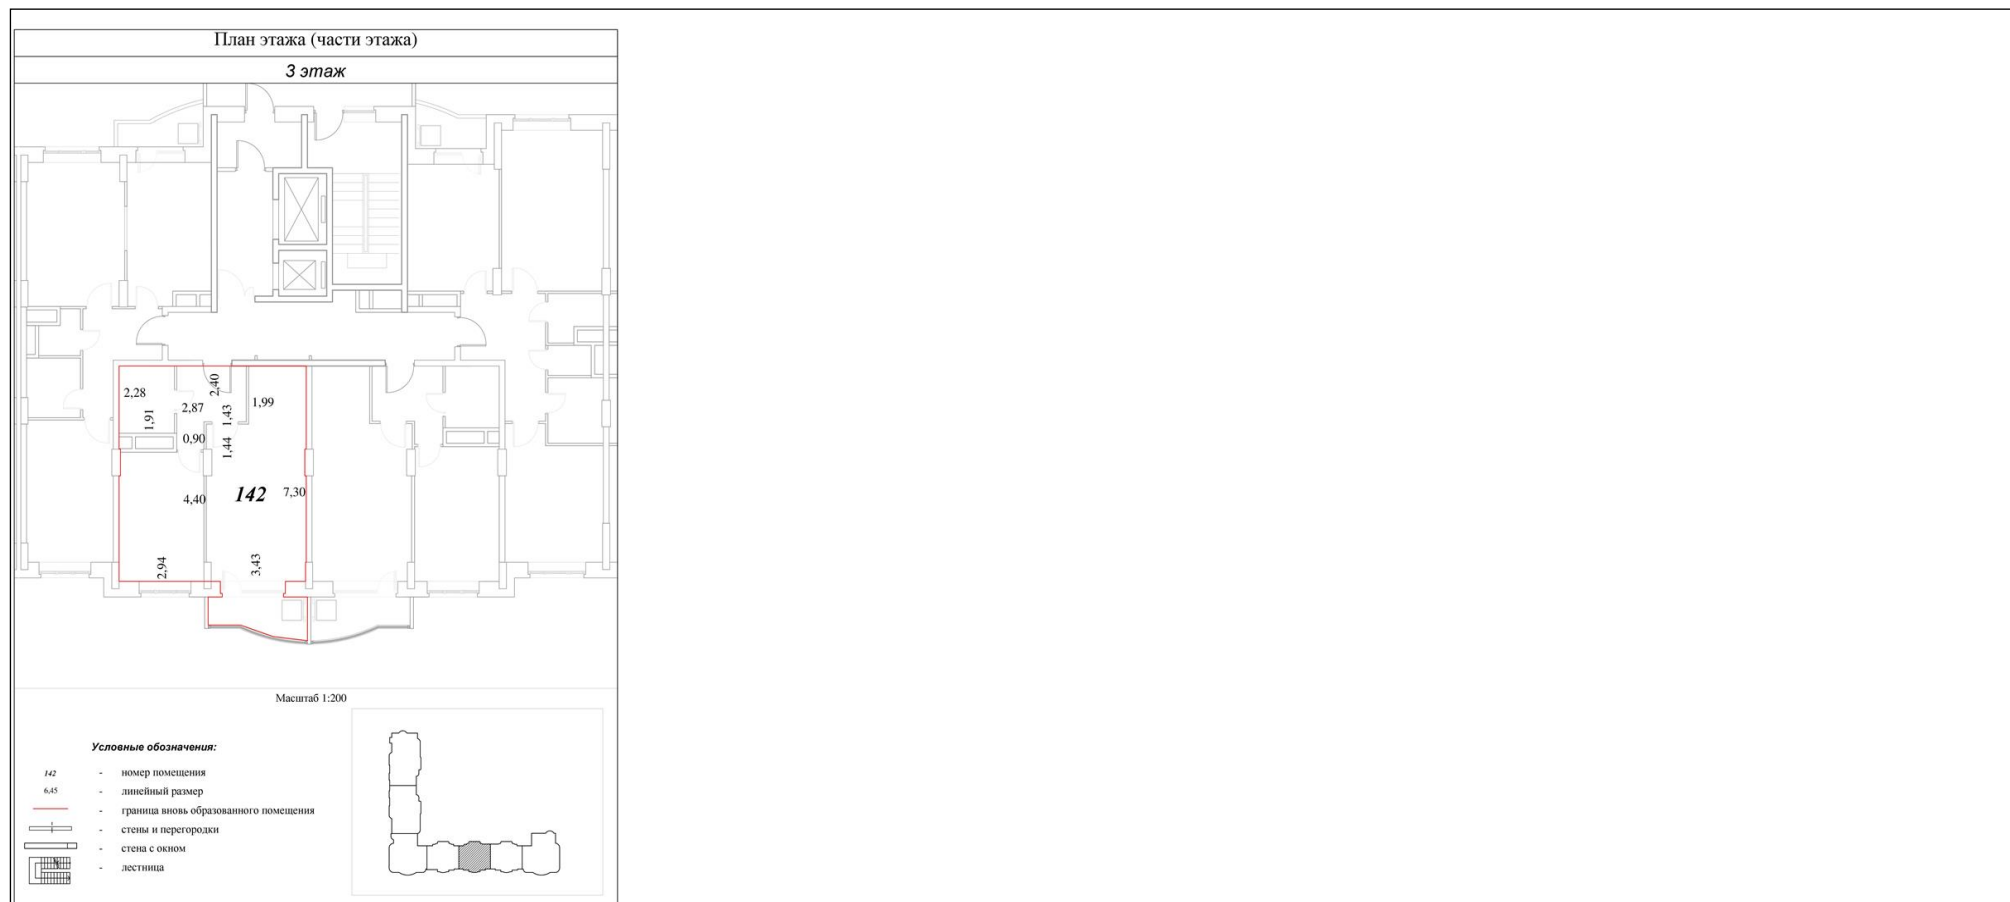 План этажа (части этажа)
3 этаж
2,28
1,91
2,87
2,40
1,43
1,99
0,90
1,44
4,40
142
7,30
2,94
3,43
Масштаб 1:200
Условные обозначения:
142 - номер помещения
6,45 - линейный размер
- граница вновь образованного помещения
- стены и перегородки
- стена с окном
- лестница